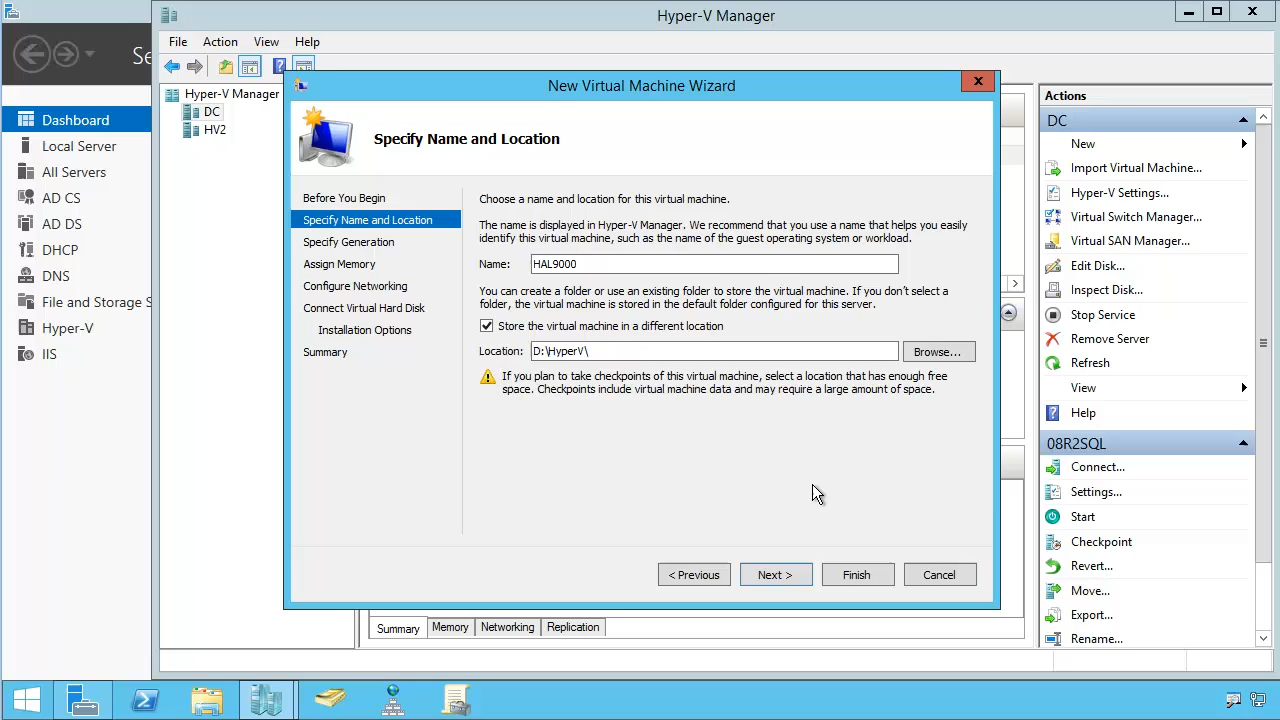 Hyper-V Manager
Se
File Action View Help
Dashboard
Local Server
All Servers
AD CS
AD DS
DHCP
DNS
File and Storage S
Hyper-V
IIS
Hyper-V Manager
DC
HV2
New Virtual Machine Wizard
Specify Name and Location
Before You Begin
Specify Name and Location
Specify Generation
Assign Memory
Configure Networking
Connect Virtual Hard Disk
Installation Options
Summary
Choose a name and location for this virtual machine.
The name is displayed in Hyper-V Manager. We recommend that you use a name that helps you easily
identify this virtual machine, such as the name of the guest operating system or workload.
Name: HAL9000
You can create a folder or use an existing folder to store the virtual machine. If you don't select a
folder, the virtual machine is stored in the default folder configured for this server.
Store the virtual machine in a different location
Location: D:\HyperV\ Browse...
If you plan to take checkpoints of this virtual machine, select a location that has enough free
space. Checkpoints include virtual machine data and may require a large amount of space.
< Previous Next > Finish Cancel
Summary Memory Networking Replication
Actions
DC
New
Import Virtual Machine...
Hyper-V Settings...
Virtual Switch Manager...
Virtual SAN Manager...
Edit Disk...
Inspect Disk...
Stop Service
Remove Server
Refresh
View
Help
08R2SQL
Connect...
Settings...
Start
Checkpoint
Revert...
Move...
Export...
Rename...